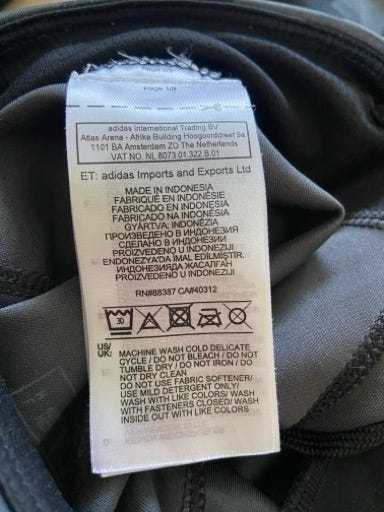 Page 1/9
adidas International Trading BV
Atlas Arena - Afrika Building Hoogoorddreef 9a
1101 BA Amsterdam ZO The Netherlands
VAT NO. NL 8073.01.322 B.01
ET: adidas Imports and Exports Ltd
MADE IN INDONESIA
FABRIQUÉ EN INDONÉSIE
FABRICADO EN INDONESIA
FABRICADO NA INDONÉSIA
GYÁRTVA: INDONÉZIA
ПРОИЗВЕДЕНО В ИНДОНЕЗИЯ
СДЕЛАНО В ИНДОНЕЗИИ
PROIZVEDENO U INDONEZIJI
ENDONEZYA'DA İMAL EDİLMİŞTİR.
ИНДОНЕЗИЯДА ЖАСАЛҒАН
PROIZVEDENO U INDONEZIJI
RN#88387 CA#40312
30
US/ MACHINE WASH COLD DELICATE
UK: CYCLE / DO NOT BLEACH / DO NOT
TUMBLE DRY / DO NOT IRON / DO
NOT DRY CLEAN
DO NOT USE FABRIC SOFTENER/
USE MILD DETERGENT ONLY/
WASH WITH LIKE COLORS/ WASH
WITH FASTENERS CLOSED/ WASH
INSIDE OUT WITH LIKE COLORS